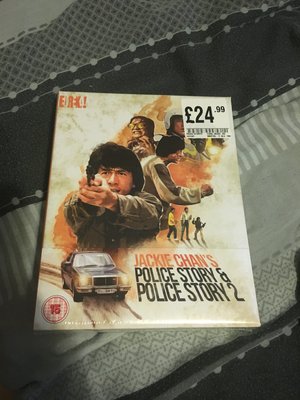 EUREKA!
£24.99
JACKIE CHAN'S
POLICE STORY &
POLICE STORY 2
15